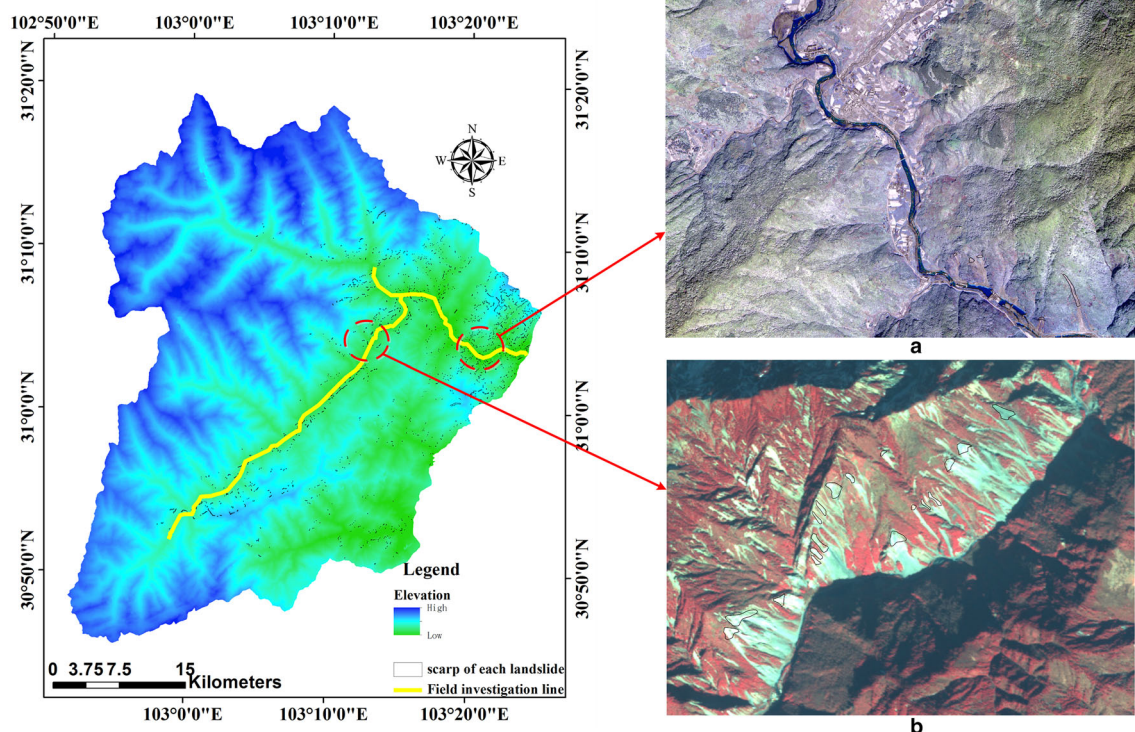 102°50'0"E 103°0'0"E 103°10'0"E 103°20'0"E
31°20'0"N
31°20'0"N
N
W E
S
31°10'0"N
31°10'0"N
31°0'0"N
31°0'0"N
30°50'0"N
30°50'0"N
Legend
Elevation
High
Low
scarp of each landslide
Field investigation line
0 3.75 7.5 15
Kilometers
103°0'0"E 103°10'0"E 103°20'0"E
a
b